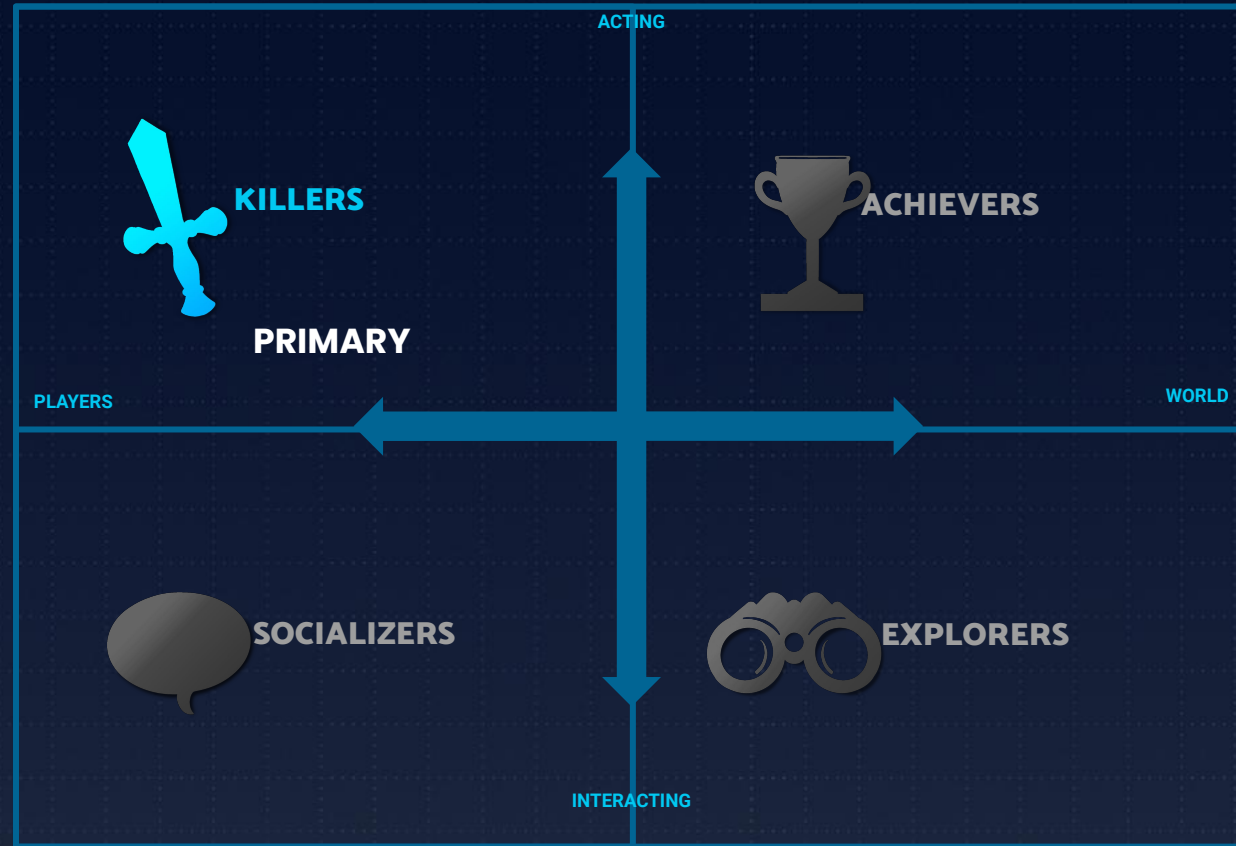 ACTING
KILLERS
ACHIEVERS
PRIMARY
PLAYERS
WORLD
SOCIALIZERS
EXPLORERS
INTERACTING